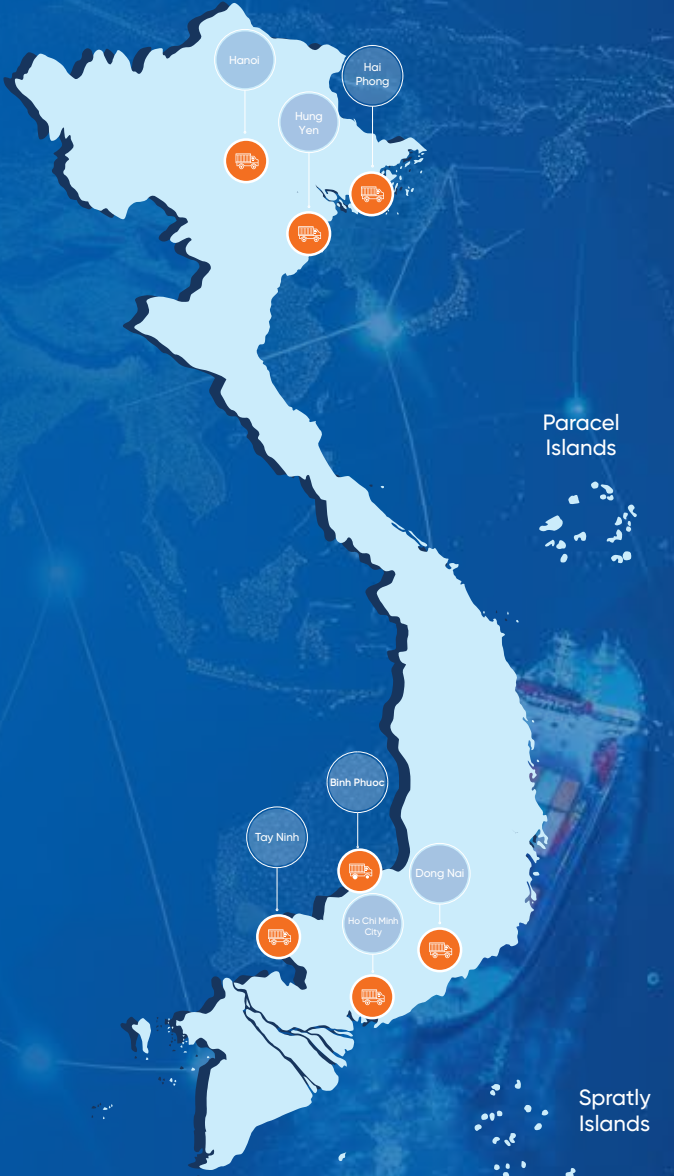 Hanoi
Hai
Phong
Hung
Yen
Paracel
Islands
Binh Phuoc
Tay Ninh
Dong Nai
Ho Chi Minh
City
Spratly
Islands